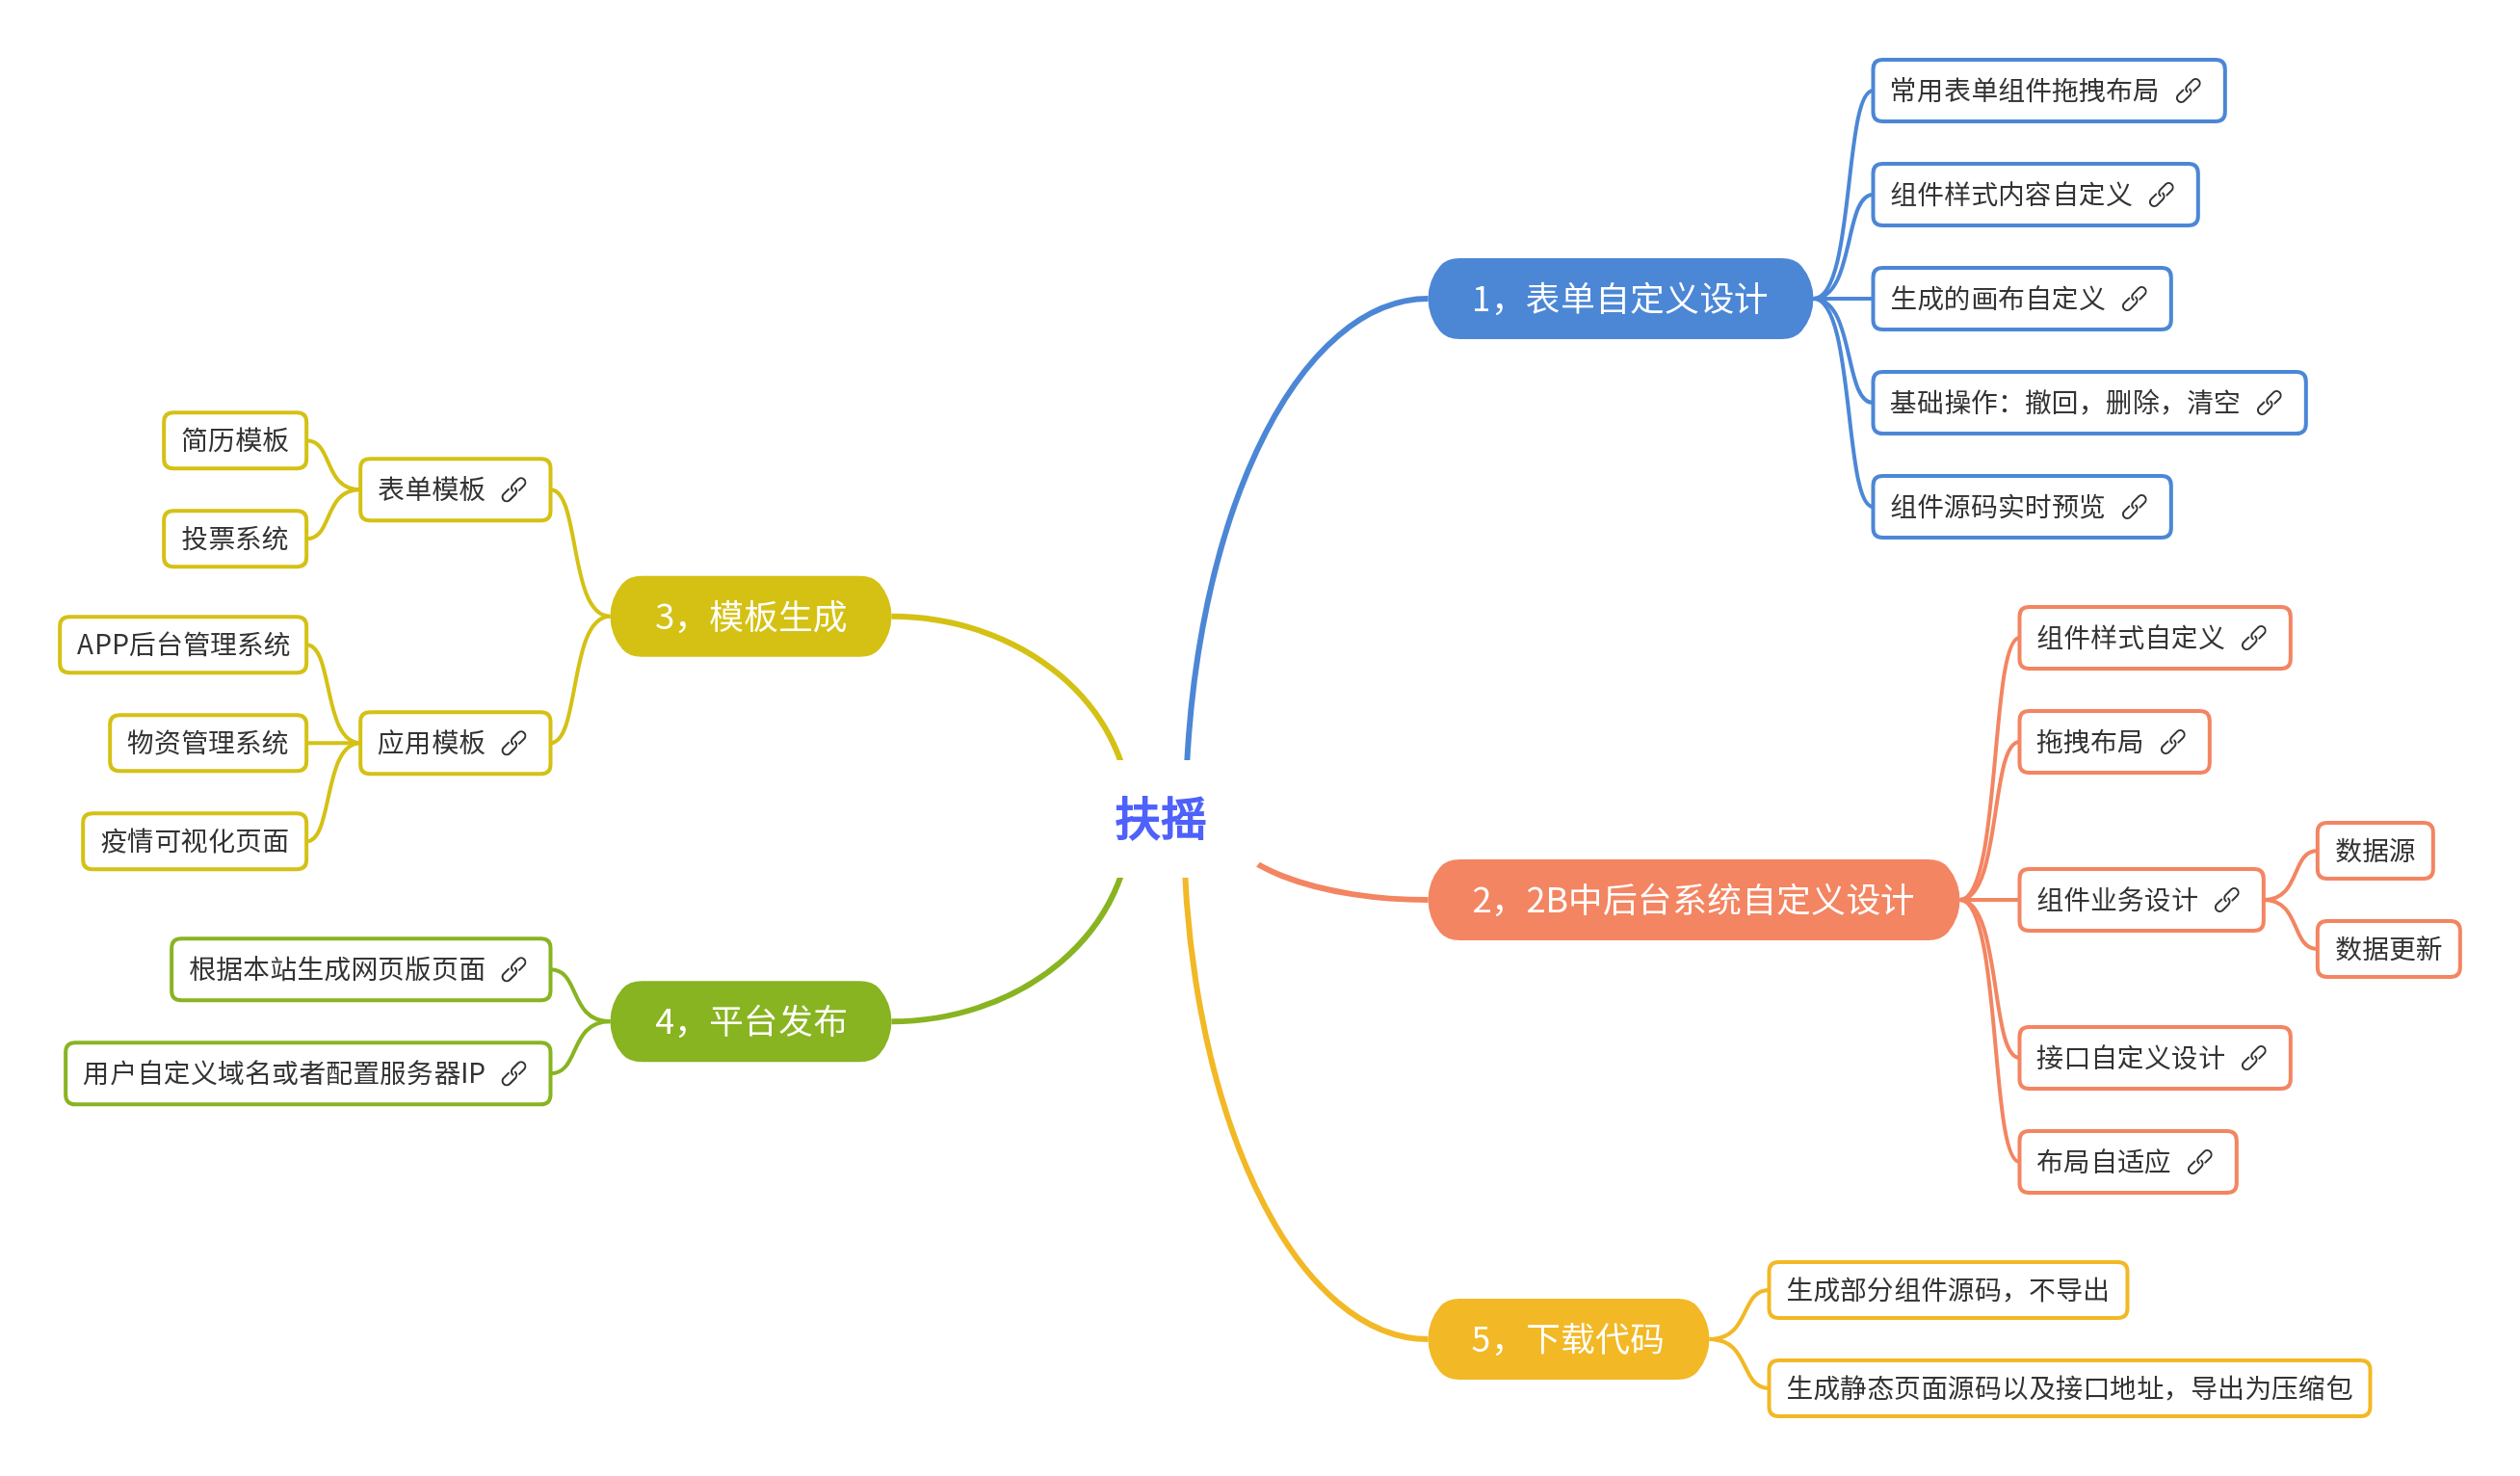 扶摇
1，表单自定义设计
常用表单组件拖拽布局
组件样式内容自定义
生成的画布自定义
基础操作：撤回，删除，清空
组件源码实时预览
2，2B中后台系统自定义设计
组件样式自定义
拖拽布局
组件业务设计
数据源
数据更新
接口自定义设计
布局自适应
3，模板生成
表单模板
简历模板
投票系统
应用模板
APP后台管理系统
物资管理系统
疫情可视化页面
4，平台发布
根据本站生成网页版页面
用户自定义域名或者配置服务器IP
5，下载代码
生成部分组件源码，不导出
生成静态页面源码以及接口地址，导出为压缩包